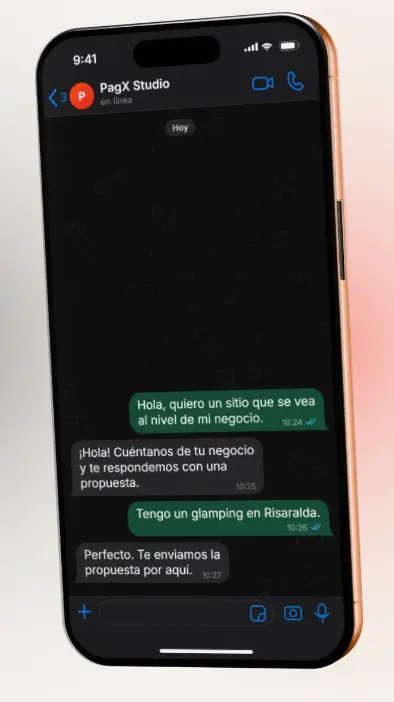 9:41
3
P
PagX Studio
en línea
Hoy
Hola, quiero un sitio que se vea
al nivel de mi negocio.
10:24
¡Hola! Cuéntanos de tu negocio
y te respondemos con una
propuesta.
10:25
Tengo un glamping en Risaralda.
10:26
Perfecto. Te enviamos la
propuesta por aquí.
10:27